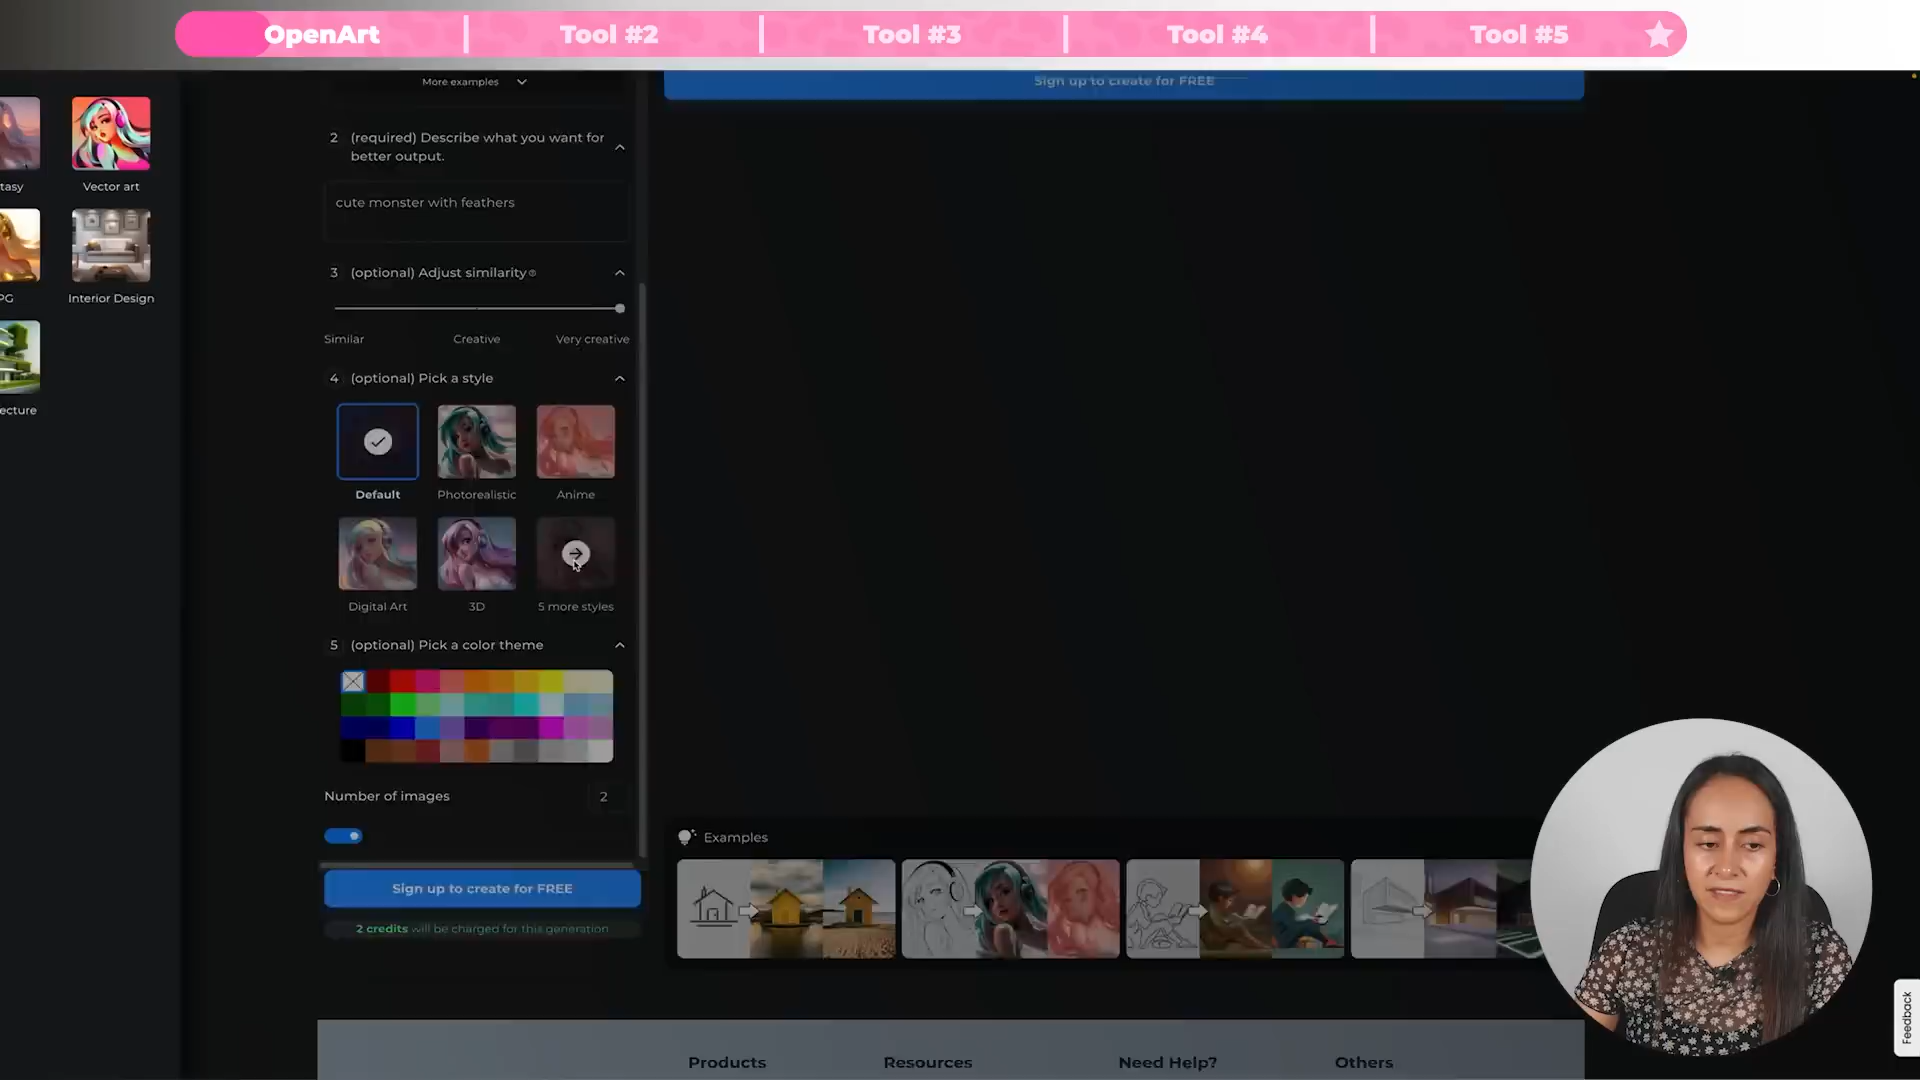 OpenArt
Tool #2
Tool #3
Tool #4
Tool #5
More examples
Sign up to create for FREE
tasy
Vector art
PG
Interior Design
ecture
2 (required) Describe what you want for
better output.
cute monster with feathers
3 (optional) Adjust similarity
Similar
Creative
Very creative
4 (optional) Pick a style
Default
Photorealistic
Anime
Digital Art
3D
5 more styles
5 (optional) Pick a color theme
Number of images
2
Sign up to create for FREE
2 credits will be charged for this generation
Examples
Products
Resources
Need Help?
Others
Feedback